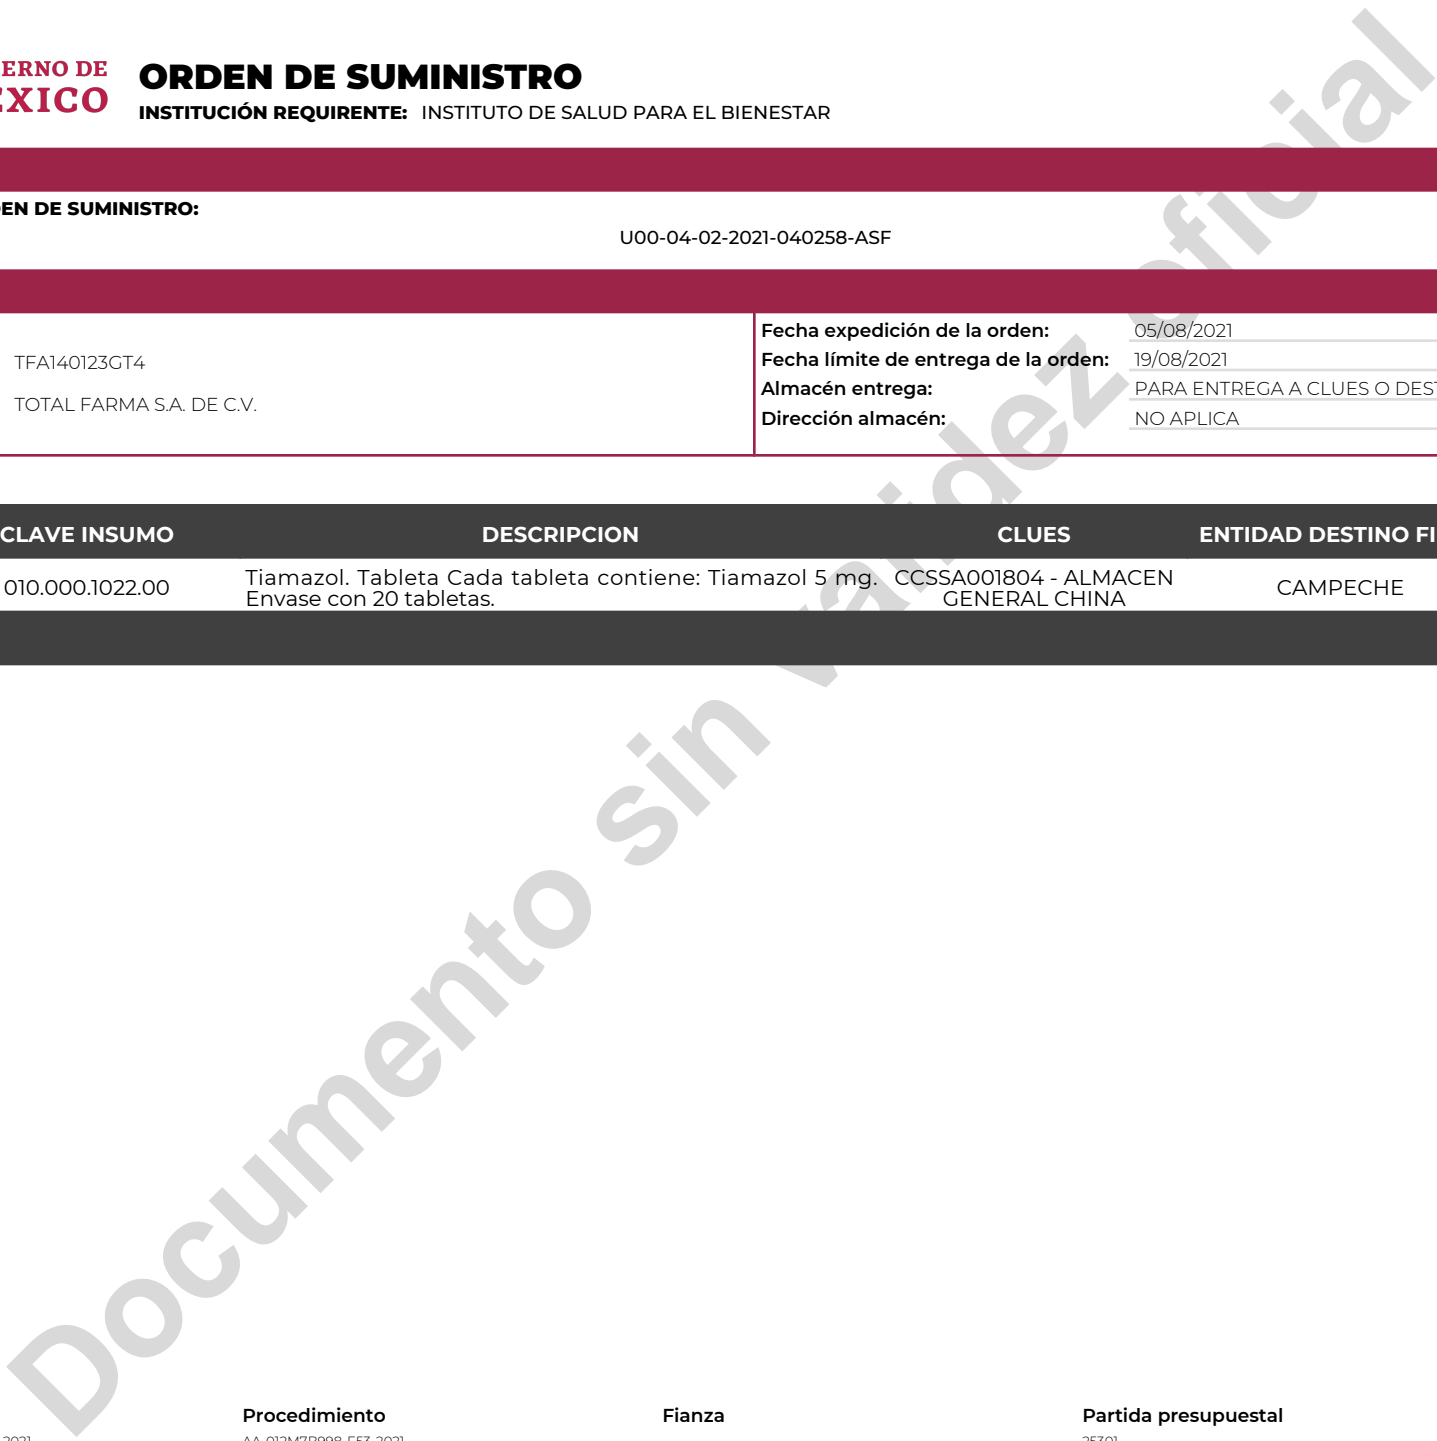 ERNO DE
EXICO
ORDEN DE SUMINISTRO
INSTITUCIÓN REQUIRENTE: INSTITUTO DE SALUD PARA EL BIENESTAR
EN DE SUMINISTRO:
U00-04-02-2021-040258-ASF
TFA140123GT4
TOTAL FARMA S.A. DE C.V.
Fecha expedición de la orden: 05/08/2021
Fecha límite de entrega de la orden: 19/08/2021
Almacén entrega: PARA ENTREGA A CLUES O DEST
Dirección almacén: NO APLICA
CLAVE INSUMO DESCRIPCION CLUES ENTIDAD DESTINO FI
010.000.1022.00 Tiamazol. Tableta Cada tableta contiene: Tiamazol 5 mg. CCSSA001804 - ALMACEN CAMPECHE
Envase con 20 tabletas. GENERAL CHINA
Documento sin validez oficial
Procedimiento Fianza Partida presupuestal